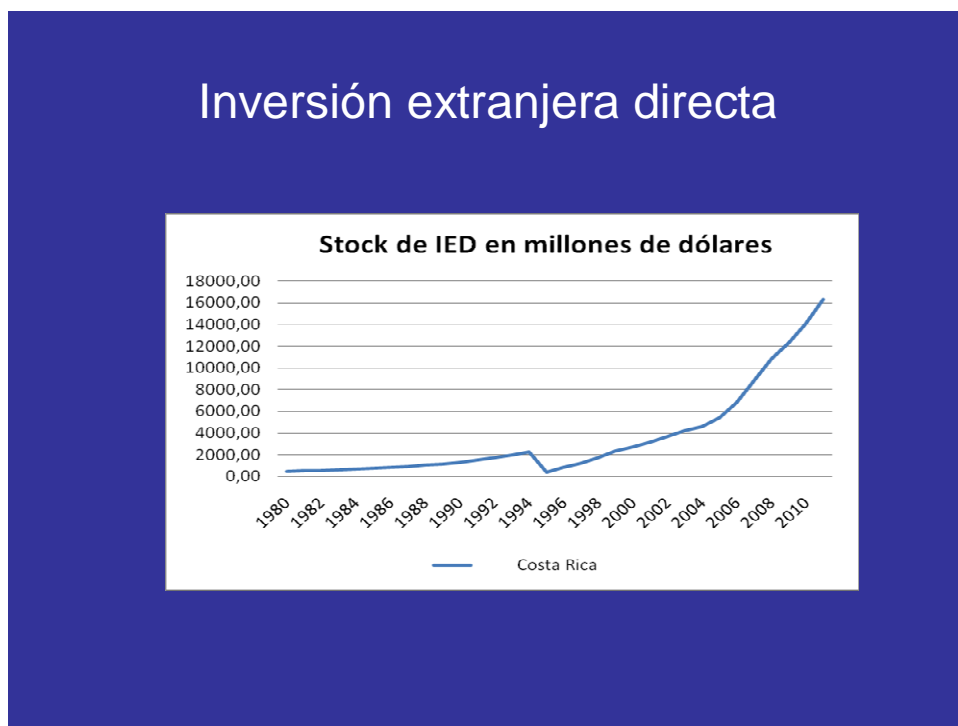 Inversión extranjera directa
Stock de IED en millones de dólares
18000,00
16000,00
14000,00
12000,00
10000,00
8000,00
6000,00
4000,00
2000,00
0,00
1980 1982 1984 1986 1988 1990 1992 1994 1996 1998 2000 2002 2004 2006 2008 2010
Costa Rica